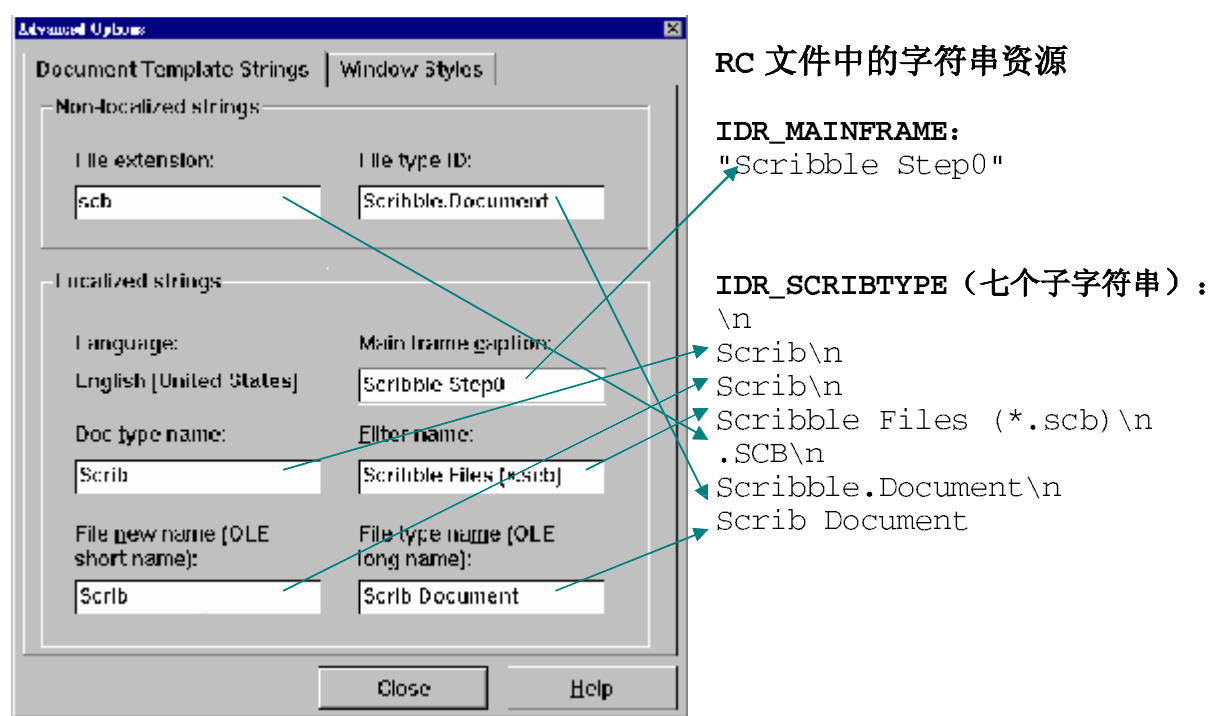 Advanced Options
Document Template Strings
Window Styles
Non-localized strings
File extension:
File type ID:
scb
Scribble.Document
Localized strings
Language:
Main frame caption:
English [United States]
Scribble Step0
Doc type name:
Filter name:
Scrib
Scribble Files (*.scb)
File new name (OLE
short name):
File type name (OLE
long name):
Scrib
Scrib Document
Close
Help
RC 文件中的字符串资源
IDR_MAINFRAME:
"Scribble Step0"
IDR_SCRIBTYPE（七个子字符串）:
\n
Scrib\n
Scrib\n
Scribble Files (*.scb)\n
.SCB\n
Scribble.Document\n
Scrib Document